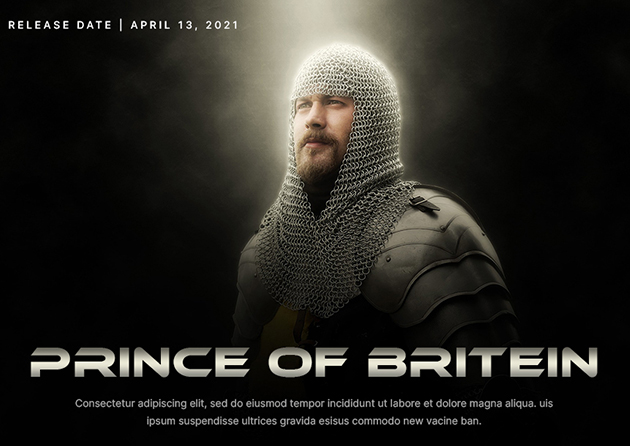 RELEASE DATE | APRIL 13, 2021
PRINCE OF BRITEIN
Consectetur adipiscing elit, sed do eiusmod tempor incididunt ut labore et dolore magna aliqua. uis
ipsum suspendisse ultrices gravida esisus commodo new vacine ban.